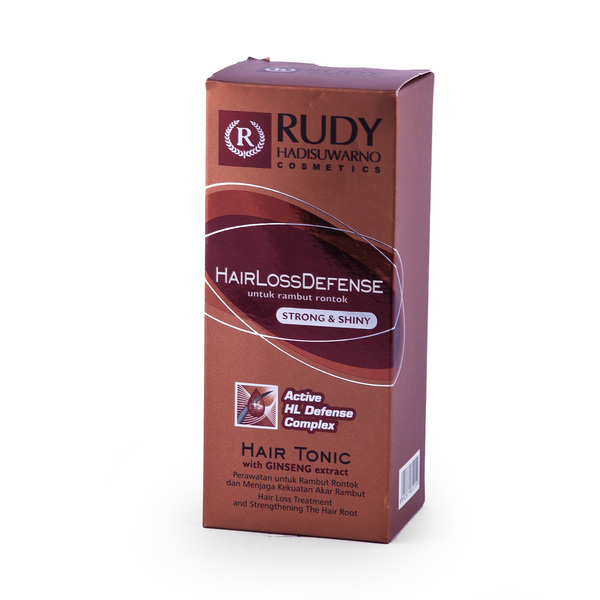 R
RUDY
HADISUWARNO
COSMETICS
HAIRLOSSDEFENSE
untuk rambut rontok
STRONG & SHINY
Active
HL Defense
Complex
HAIR TONIC
with GINSENG extract
Perawatan untuk Rambut Rontok
dan Menjaga Kekuatan Akar Rambut
Hair Loss Treatment
and Strengthening The Hair Root